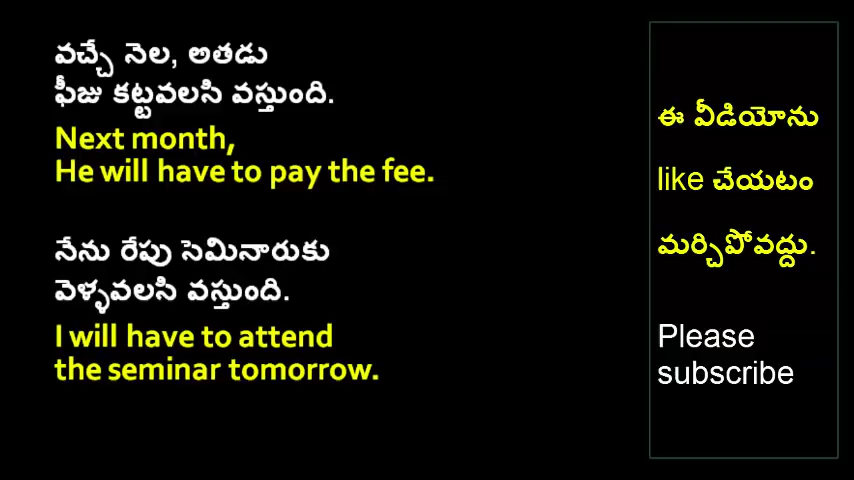 వచ్చే నెల, అతడు
ఫీజు కట్టవలసి వస్తుంది.
Next month,
He will have to pay the fee.
నేను రేపు సెమినారుకు
వెళ్ళవలసి వస్తుంది.
I will have to attend
the seminar tomorrow.
ఈ వీడియోను
like చేయటం
మర్చిపోవద్దు.
Please
subscribe